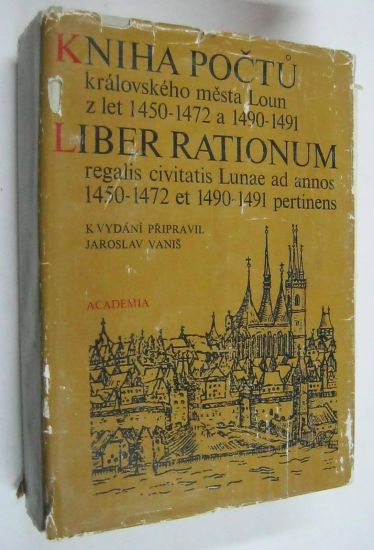 KNIHA POČTŮ
královského města Loun
z let 1450-1472 a 1490-1491
LIBER RATIONUM
regalis civitatis Lunae ad annos
1450-1472 et 1490-1491 pertinens
K VYDÁNÍ PŘIPRAVIL
JAROSLAV VANIŠ
ACADEMIA